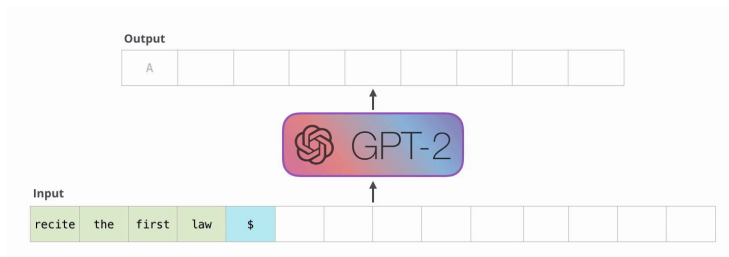 Output
A
GPT-2
Input
recite the first law $